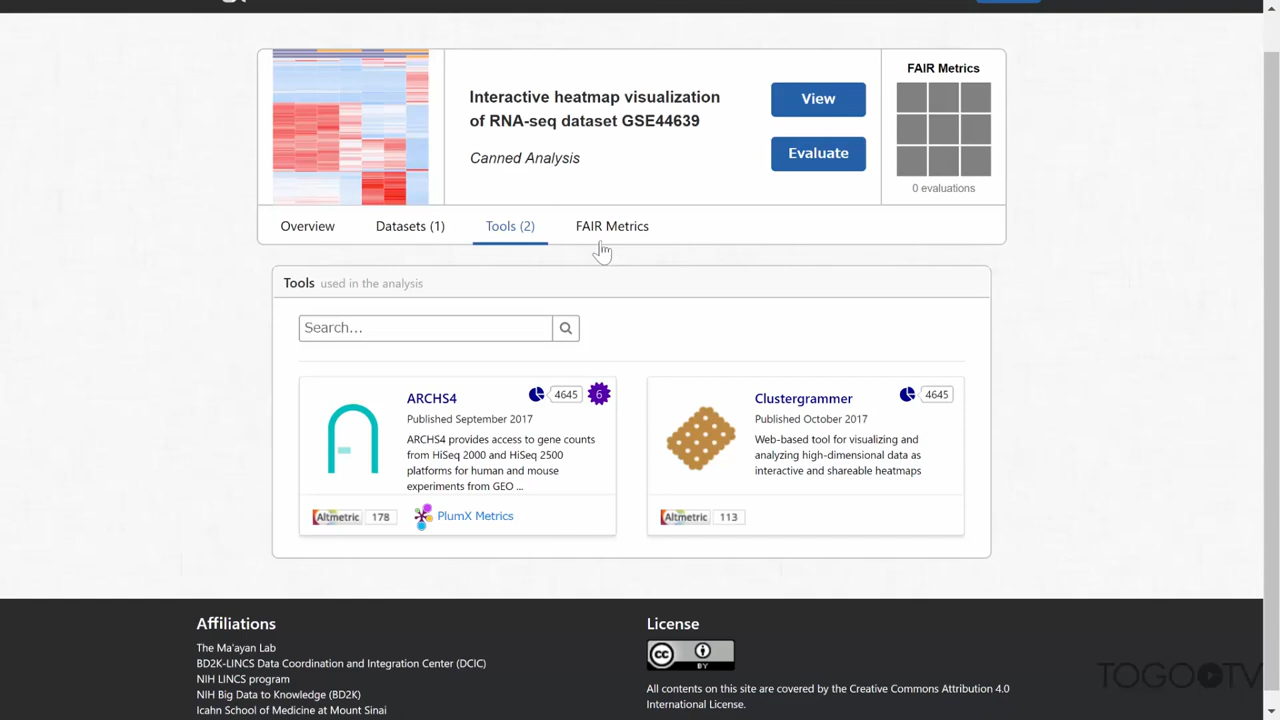 Interactive heatmap visualization
of RNA-seq dataset GSE44639
Canned Analysis
View
Evaluate
FAIR Metrics
0 evaluations
Overview
Datasets (1)
Tools (2)
FAIR Metrics
Tools used in the analysis
Search...
ARCHS4
4645
6
Published September 2017
ARCHS4 provides access to gene counts
from HiSeq 2000 and HiSeq 2500
platforms for human and mouse
experiments from GEO ...
Altmetric 178
PlumX Metrics
Clustergrammer
4645
Published October 2017
Web-based tool for visualizing and
analyzing high-dimensional data as
interactive and shareable heatmaps
Altmetric 113
Affiliations
The Ma'ayan Lab
BD2K-LINCS Data Coordination and Integration Center (DCIC)
NIH LINCS program
NIH Big Data to Knowledge (BD2K)
Icahn School of Medicine at Mount Sinai
License
CC
BY
All contents on this site are covered by the Creative Commons Attribution 4.0
International License.
TOGO TV